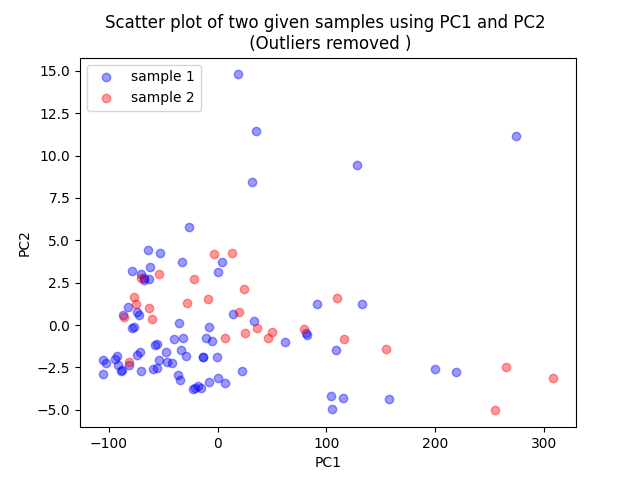 Scatter plot of two given samples using PC1 and PC2
(Outliers removed )
sample 1
sample 2
15.0
12.5
10.0
7.5
5.0
2.5
0.0
−2.5
−5.0
PC2
−100 0 100 200 300
PC1